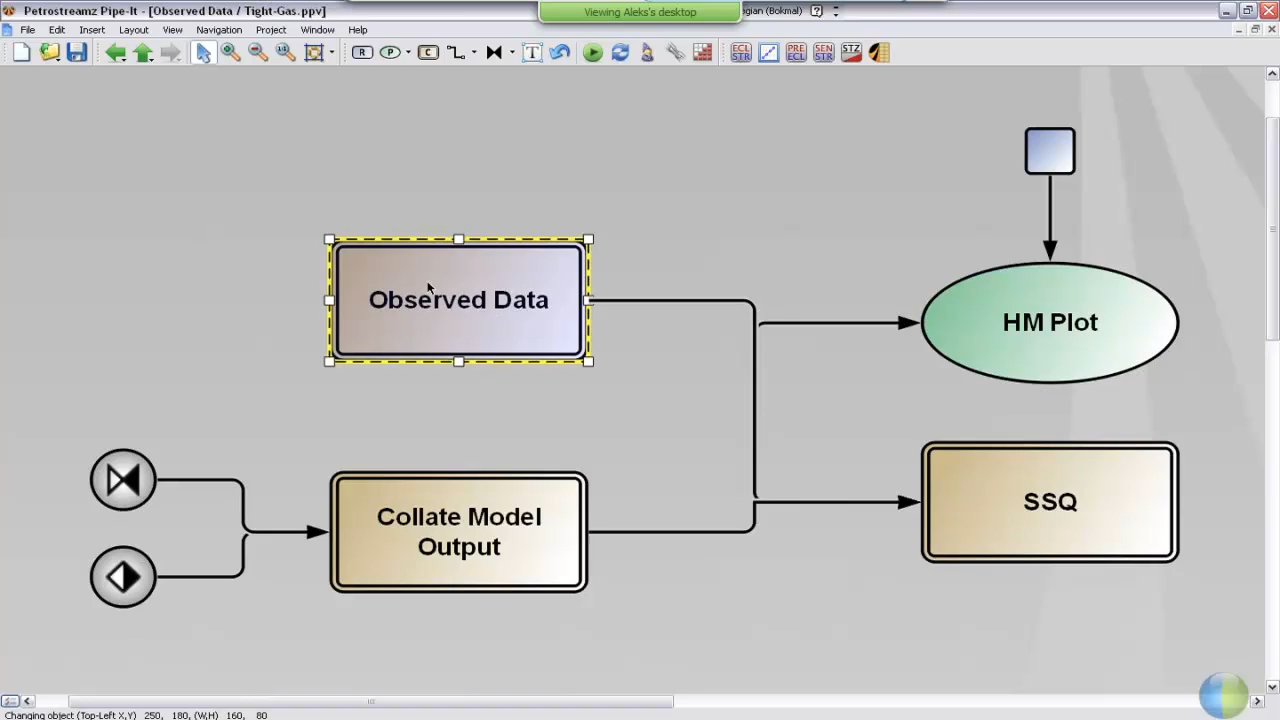 Petrostreamz Pipe-It - [Observed Data / Tight-Gas.ppv]
Viewing Aleks's desktop
gian (Bokmal)
File Edit Insert Layout View Navigation Project Window Help
R P C T ECL STR PRE ECL SEN STR STZ
Observed Data
HM Plot
Collate Model
Output
SSQ
Changing object (Top-Left X,Y) 250, 180, (W,H) 160, 80